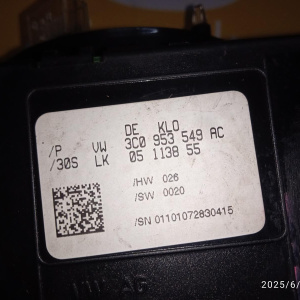 DE KLO
/P VW 3C0 953 549 AC
/30S LK 05 1138 55
/HW 026
/SW 0020
/SN 01101072830415
2025/6/